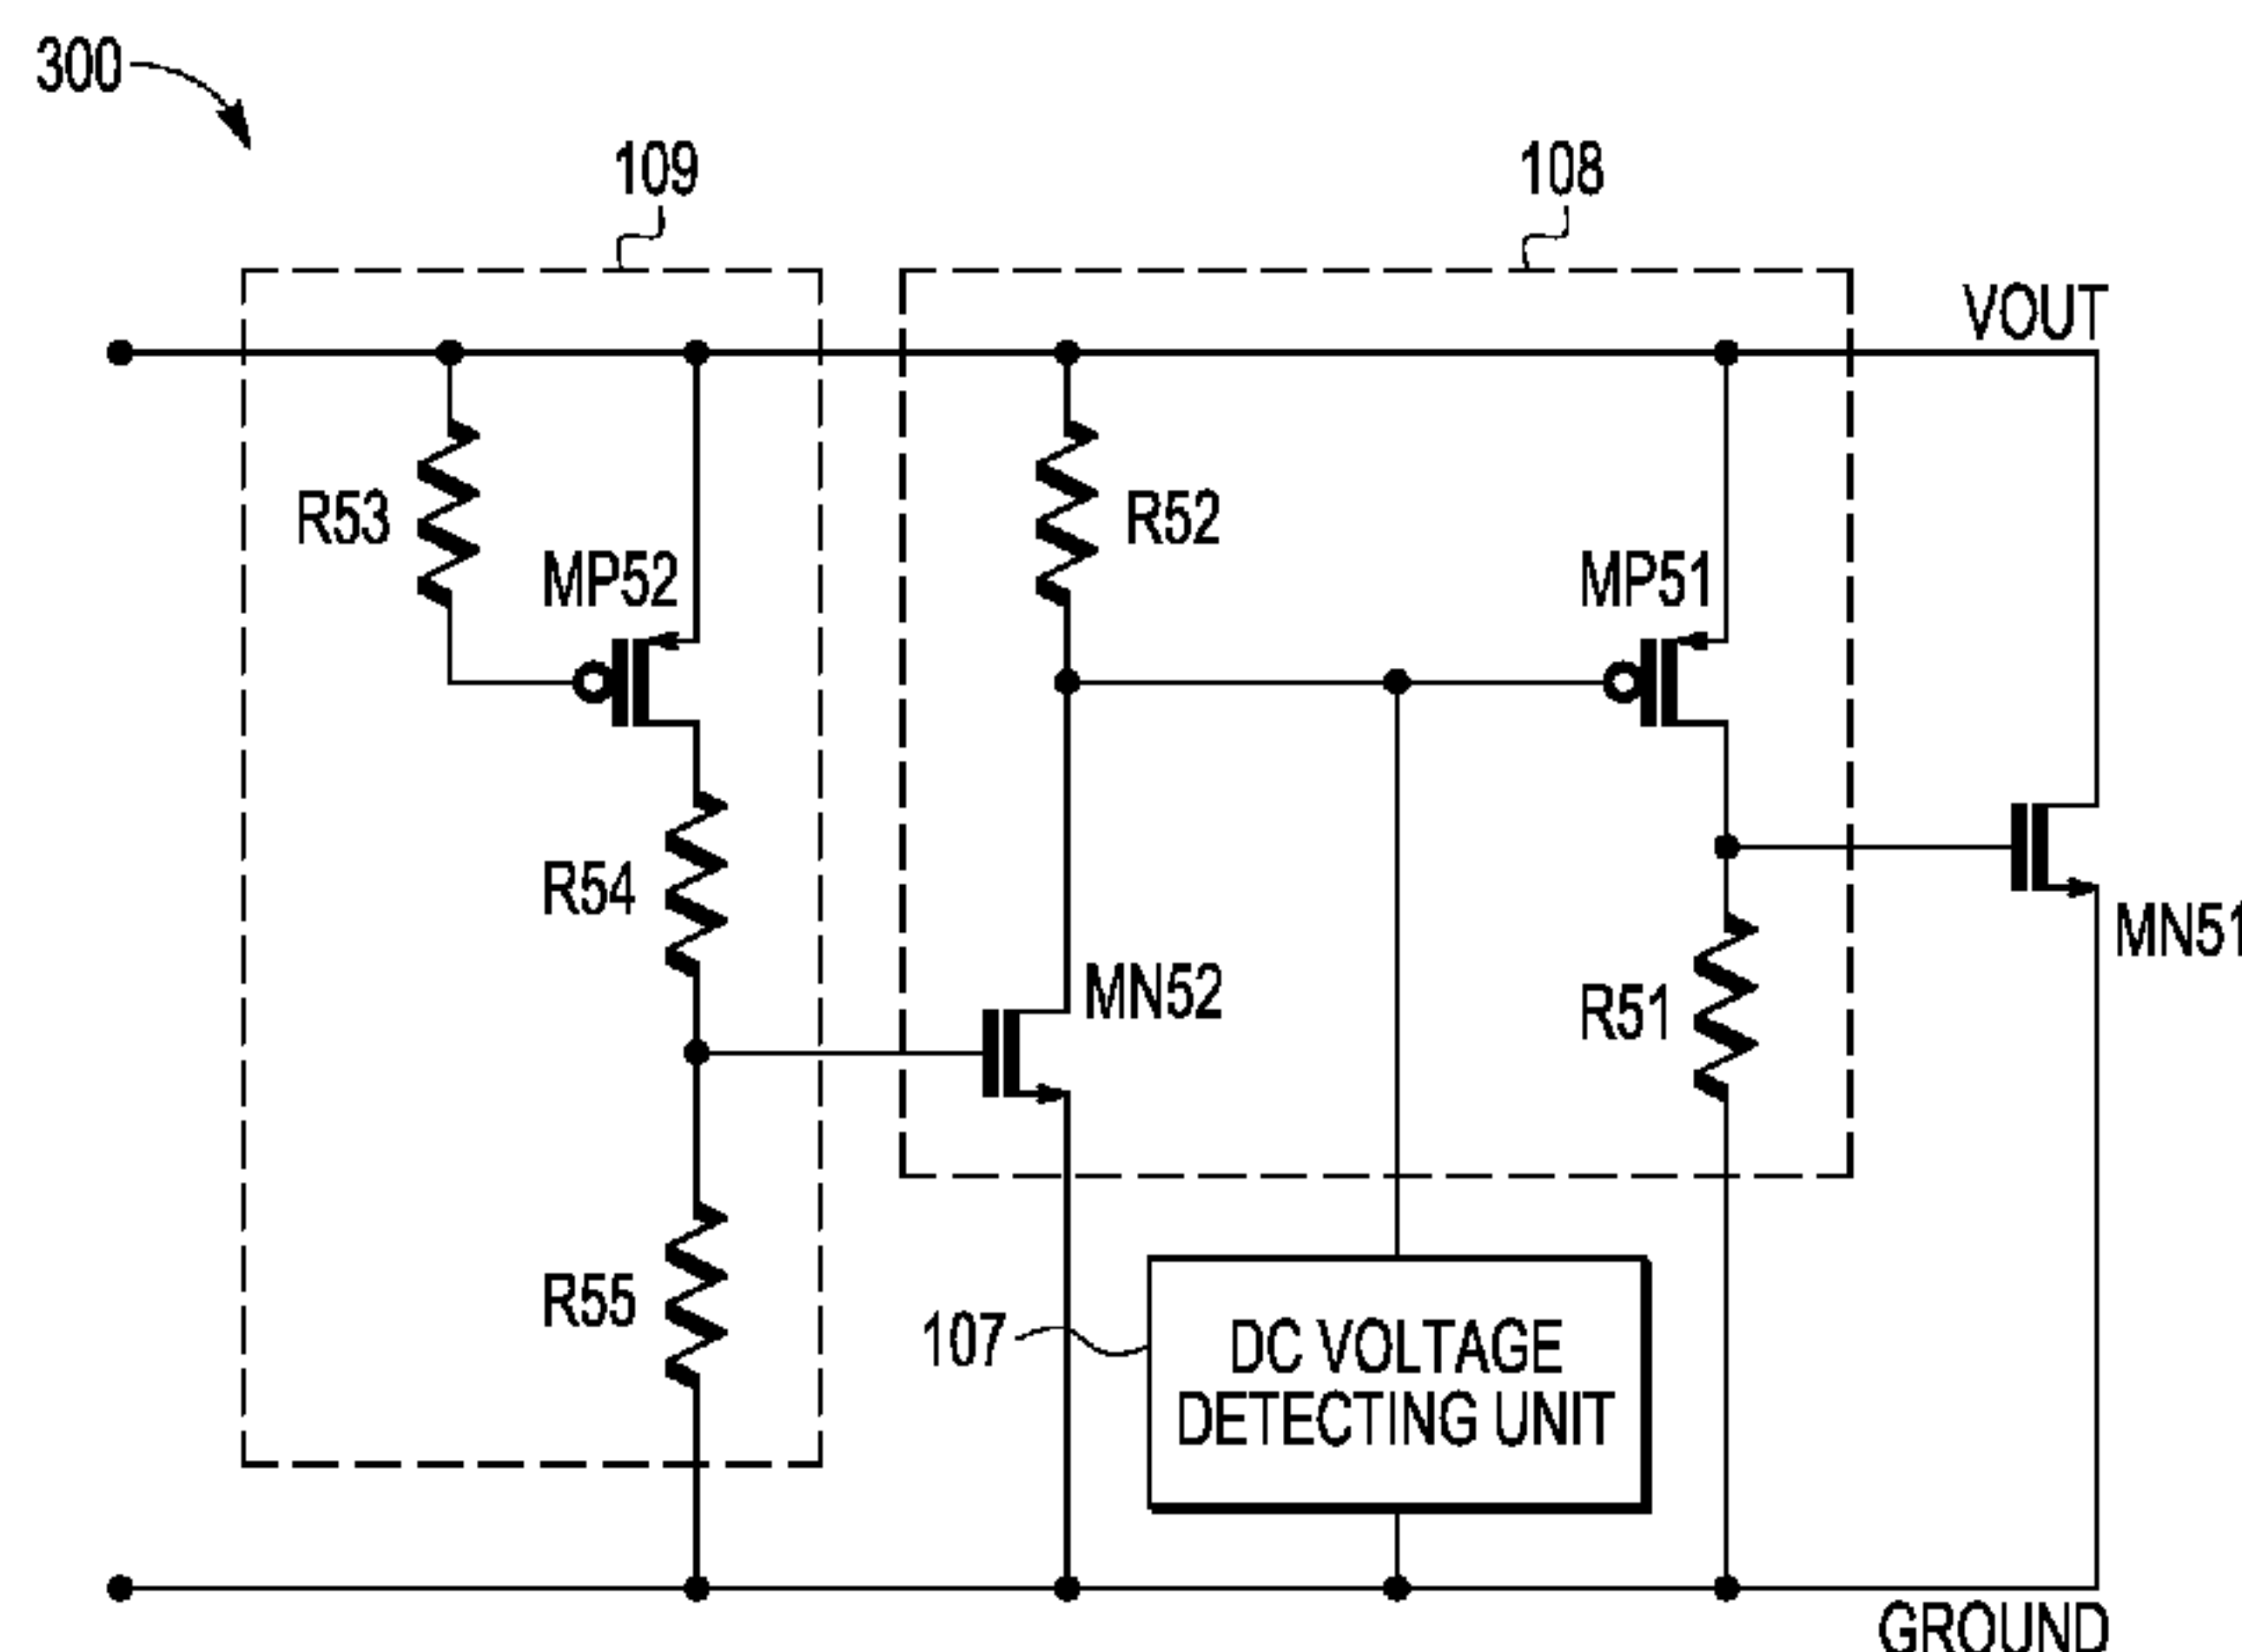 300
109
108
VOUT
R53
R52
MP52
MP51
R54
MN51
MN52
R51
R55
107
DC VOLTAGE
DETECTING UNIT
GROUND